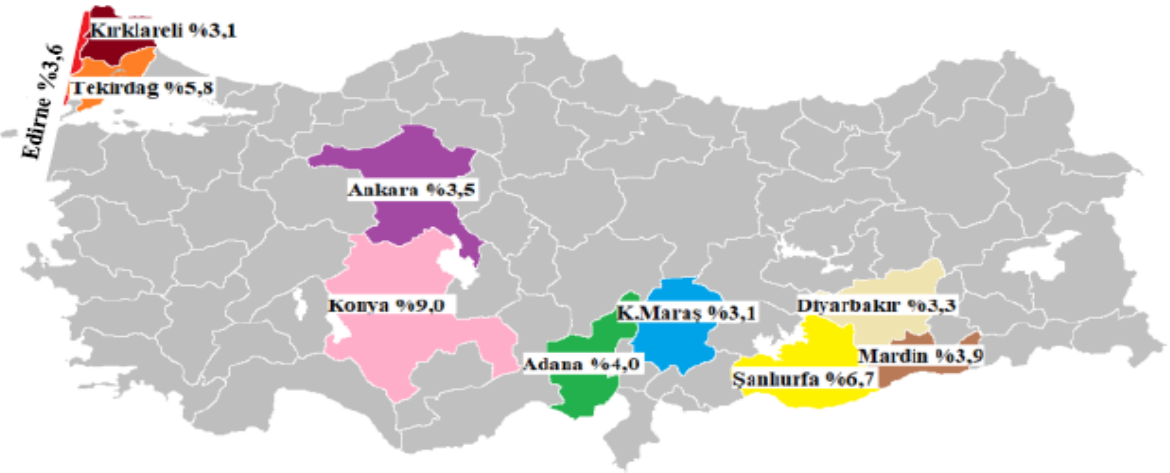 Kırklareli %3,1
Edirne %3,6
Tekirdağ %5,8
Ankara %3,5
Konya %9,0
K.Maraş %3,1
Diyarbakır %3,3
Adana %4,0
Mardin %3,9
Şanlıurfa %6,7